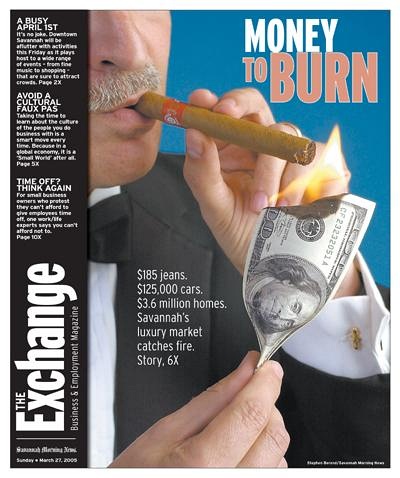 A BUSY
APRIL 1ST
It's no joke. Downtown
Savannah will be
aflutter with activities
this Friday as it plays
host to a wide range
of events - from fine
music to shopping -
that are sure to attract
crowds. Page 2X
AVOID A
CULTURAL
FAUX PAS
Taking the time to
learn about the culture
of the people you do
business with is a
smart move every
time. Because in a
global economy, it is a
'Small World' after all.
Page 5X
TIME OFF?
THINK AGAIN
For small business
owners who protest
they can't afford to
give employees time
off, one work/life
experts says you can't
afford not to.
Page 10X
THE Exchange
Business & Employment Magazine
Savannah Morning News
Sunday • March 27, 2005
MONEY
TO BURN
$185 jeans.
$125,000 cars.
$3.6 million homes.
Savannah's
luxury market
catches fire.
Story, 6X
CF 23232051A
100
Stephen Berend/Savannah Morning News